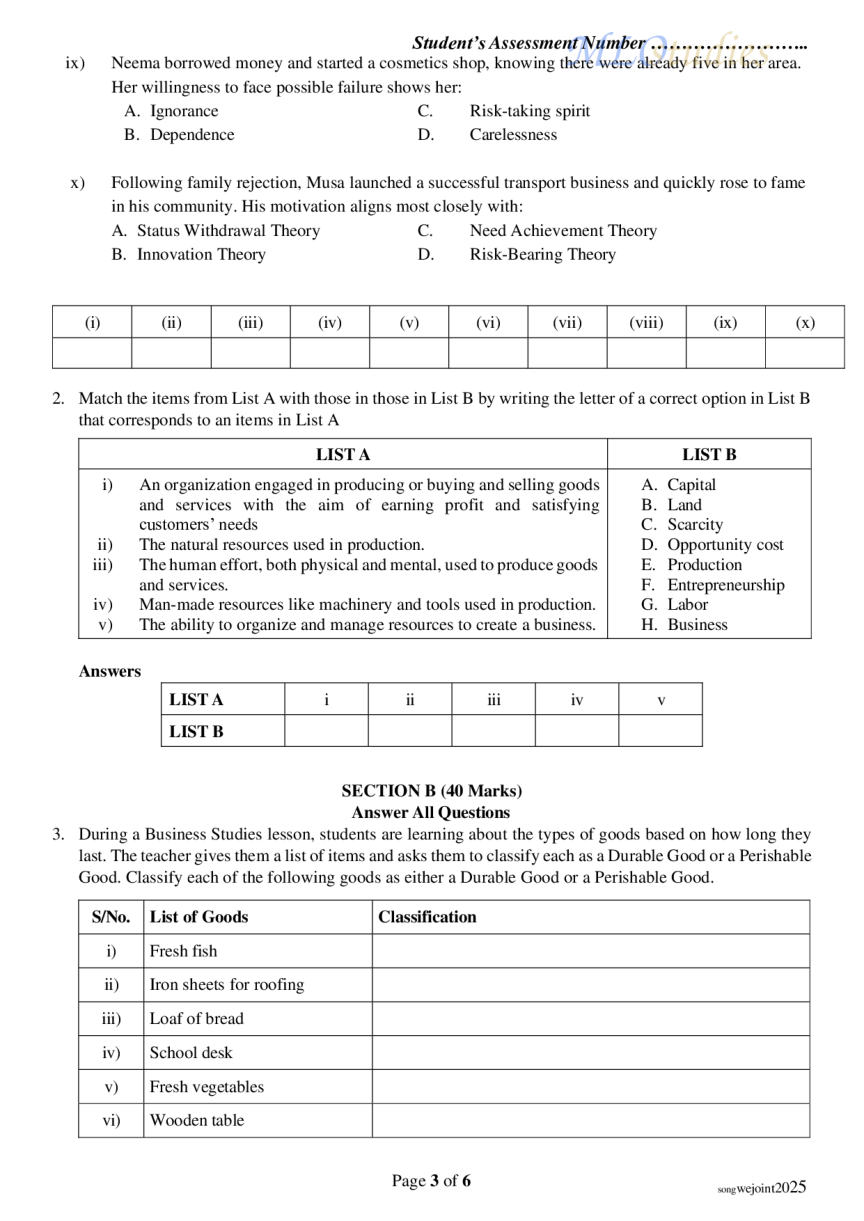 Student's Assessment Number ……………………..
MLOstudies
ix) Neema borrowed money and started a cosmetics shop, knowing there were already five in her area.
Her willingness to face possible failure shows her:
A. Ignorance C. Risk-taking spirit
B. Dependence D. Carelessness
x) Following family rejection, Musa launched a successful transport business and quickly rose to fame
in his community. His motivation aligns most closely with:
A. Status Withdrawal Theory C. Need Achievement Theory
B. Innovation Theory D. Risk-Bearing Theory
(i) (ii) (iii) (iv) (v) (vi) (vii) (viii) (ix) (x)
2. Match the items from List A with those in those in List B by writing the letter of a correct option in List B
that corresponds to an items in List A
LIST A LIST B
i) An organization engaged in producing or buying and selling goods A. Capital
and services with the aim of earning profit and satisfying B. Land
customers' needs C. Scarcity
ii) The natural resources used in production. D. Opportunity cost
iii) The human effort, both physical and mental, used to produce goods E. Production
and services. F. Entrepreneurship
iv) Man-made resources like machinery and tools used in production. G. Labor
v) The ability to organize and manage resources to create a business. H. Business
Answers
LIST A i ii iii iv v
LIST B
SECTION B (40 Marks)
Answer All Questions
3. During a Business Studies lesson, students are learning about the types of goods based on how long they
last. The teacher gives them a list of items and asks them to classify each as a Durable Good or a Perishable
Good. Classify each of the following goods as either a Durable Good or a Perishable Good.
S/No. List of Goods Classification
i) Fresh fish
ii) Iron sheets for roofing
iii) Loaf of bread
iv) School desk
v) Fresh vegetables
vi) Wooden table
Page 3 of 6
songwejoint2025